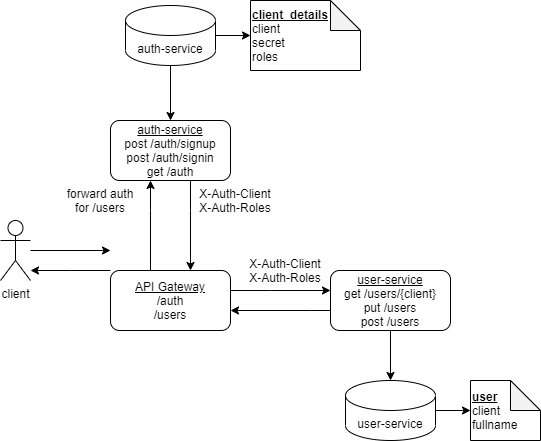 client_details
client
secret
roles
auth-service
auth-service
post /auth/signup
post /auth/signin
get /auth
forward auth
for /users
X-Auth-Client
X-Auth-Roles
client
API Gateway
/auth
/users
X-Auth-Client
X-Auth-Roles
user-service
get /users/{client}
put /users
post /users
user-service
user
client
fullname